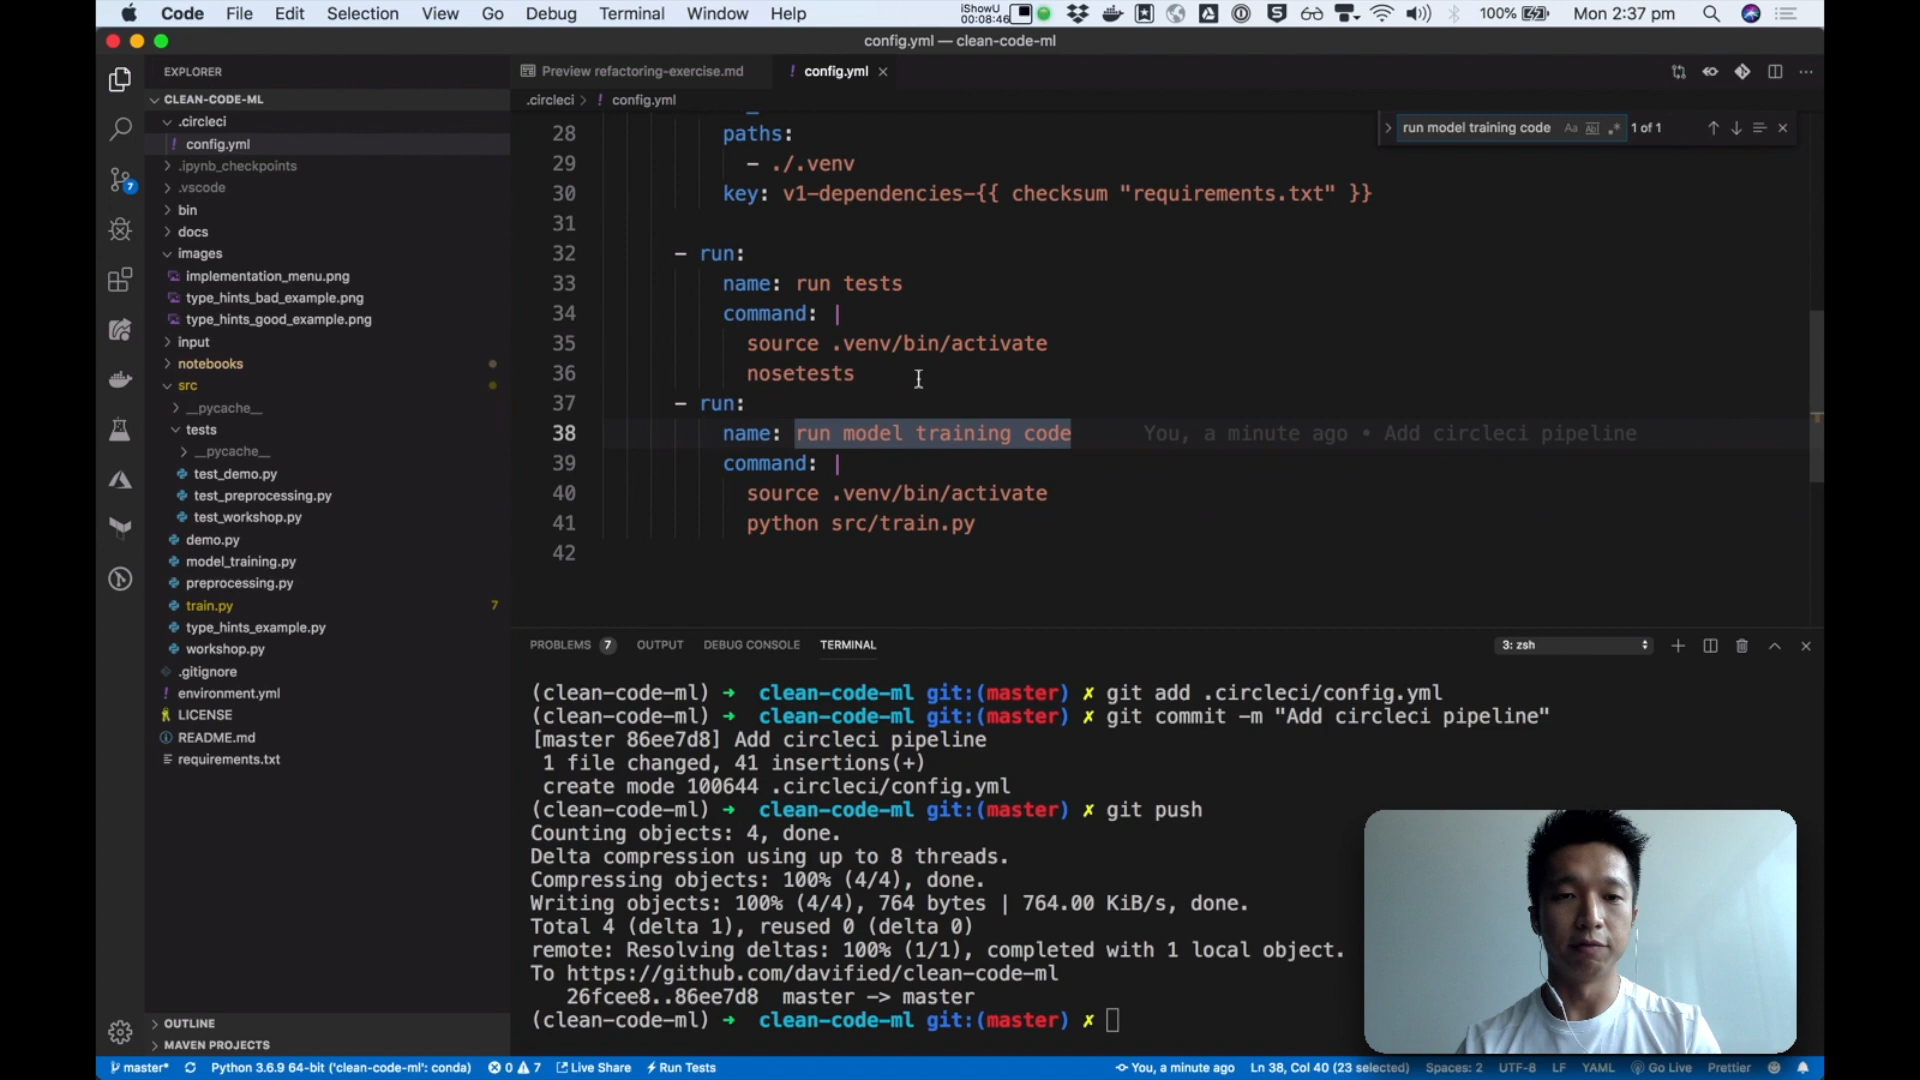 Code File Edit Selection View Go Debug Terminal Window Help
iShowU
00:08:46
100% Mon 2:37 pm
config.yml — clean-code-ml
EXPLORER
CLEAN-CODE-ML
.circleci
! config.yml
.ipynb_checkpoints
.vscode
bin
docs
images
implementation_menu.png
type_hints_bad_example.png
type_hints_good_example.png
input
notebooks
src
__pycache__
tests
__pycache__
test_demo.py
test_preprocessing.py
test_workshop.py
demo.py
model_training.py
preprocessing.py
train.py 7
type_hints_example.py
workshop.py
.gitignore
! environment.yml
LICENSE
README.md
requirements.txt
OUTLINE
MAVEN PROJECTS
7
Preview refactoring-exercise.md
! config.yml
.circleci > ! config.yml
run model training code Aa Abl .* 1 of 1
28 paths:
29 - ./.venv
30 key: v1-dependencies-{{ checksum "requirements.txt" }}
31
32 - run:
33 name: run tests
34 command: |
35 source .venv/bin/activate
36 nosetests
37 - run:
38 name: run model training code You, a minute ago • Add circleci pipeline
39 command: |
40 source .venv/bin/activate
41 python src/train.py
42
PROBLEMS 7 OUTPUT DEBUG CONSOLE TERMINAL 3: zsh
(clean-code-ml) ➜ clean-code-ml git:(master) ✗ git add .circleci/config.yml
(clean-code-ml) ➜ clean-code-ml git:(master) ✗ git commit -m "Add circleci pipeline"
[master 86ee7d8] Add circleci pipeline
1 file changed, 41 insertions(+)
create mode 100644 .circleci/config.yml
(clean-code-ml) ➜ clean-code-ml git:(master) ✗ git push
Counting objects: 4, done.
Delta compression using up to 8 threads.
Compressing objects: 100% (4/4), done.
Writing objects: 100% (4/4), 764 bytes | 764.00 KiB/s, done.
Total 4 (delta 1), reused 0 (delta 0)
remote: Resolving deltas: 100% (1/1), completed with 1 local object.
To https://github.com/davified/clean-code-ml
26fcee8..86ee7d8 master -> master
(clean-code-ml) ➜ clean-code-ml git:(master) ✗
master* Python 3.6.9 64-bit ('clean-code-ml': conda) 0 7 Live Share Run Tests You, a minute ago Ln 38, Col 40 (23 selected) Spaces: 2 UTF-8 LF YAML Go Live Prettier